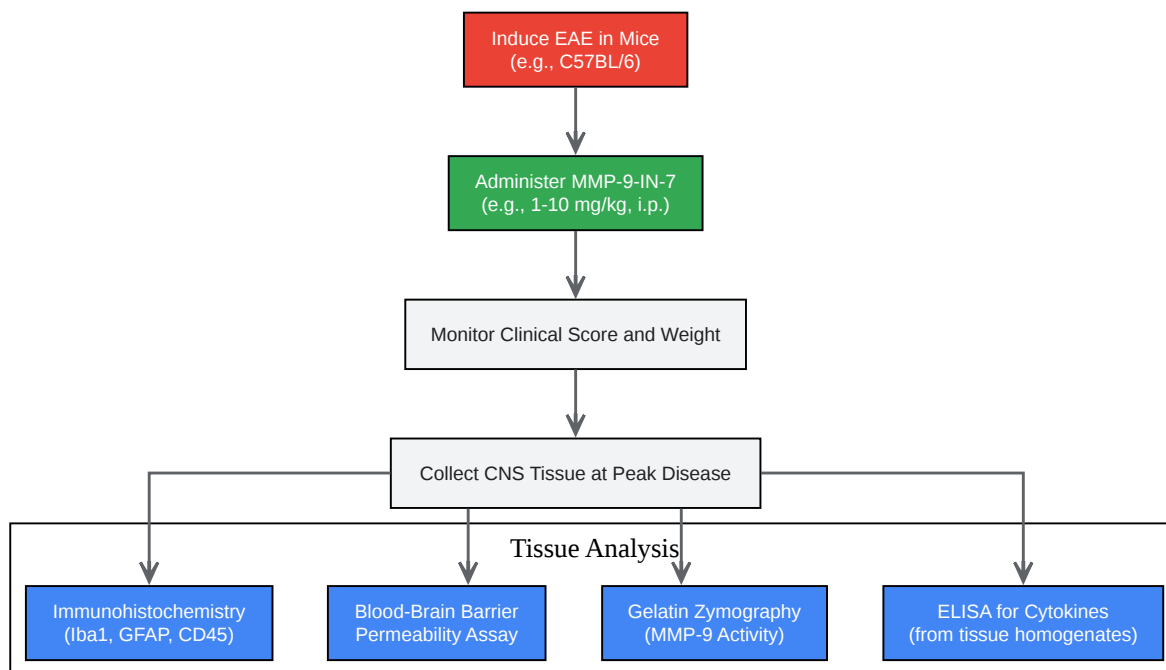 Induce EAE in Mice
(e.g., C57BL/6)
Administer MMP-9-IN-7
(e.g., 1-10 mg/kg, i.p.)
Monitor Clinical Score and Weight
Collect CNS Tissue at Peak Disease
Tissue Analysis
Immunohistochemistry
(Iba1, GFAP, CD45)
Blood-Brain Barrier
Permeability Assay
Gelatin Zymography
(MMP-9 Activity)
ELISA for Cytokines
(from tissue homogenates)